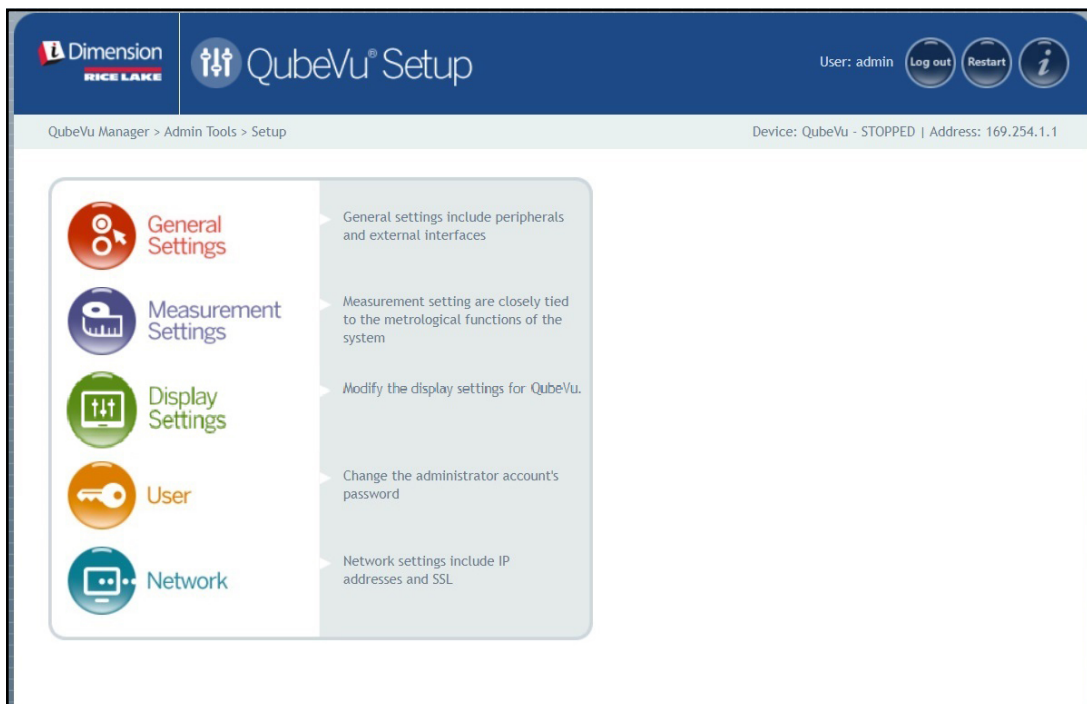 iDimension
RICE LAKE
QubeVu® Setup
User: admin
Log out
Restart
i
QubeVu Manager > Admin Tools > Setup
Device: QubeVu - STOPPED | Address: 169.254.1.1
General
Settings
General settings include peripherals
and external interfaces
Measurement
Settings
Measurement setting are closely tied
to the metrological functions of the
system
Display
Settings
Modify the display settings for QubeVu.
User
Change the administrator account's
password
Network
Network settings include IP
addresses and SSL